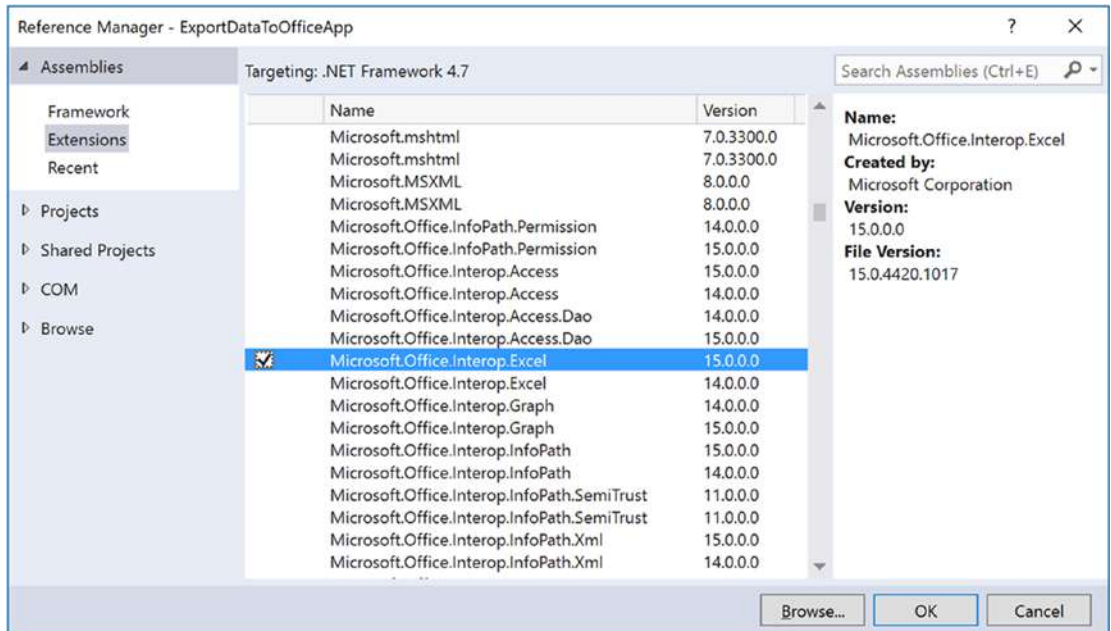 Reference Manager - ExportDataToOfficeApp
? ×
Assemblies
Framework
Extensions
Recent
Projects
Shared Projects
COM
Browse
Targeting: .NET Framework 4.7
Search Assemblies (Ctrl+E)
Name Version
Microsoft.mshtml 7.0.3300.0
Microsoft.mshtml 7.0.3300.0
Microsoft.MSXML 8.0.0.0
Microsoft.MSXML 8.0.0.0
Microsoft.Office.InfoPath.Permission 14.0.0.0
Microsoft.Office.InfoPath.Permission 15.0.0.0
Microsoft.Office.Interop.Access 15.0.0.0
Microsoft.Office.Interop.Access 14.0.0.0
Microsoft.Office.Interop.Access.Dao 14.0.0.0
Microsoft.Office.Interop.Access.Dao 15.0.0.0
Microsoft.Office.Interop.Excel 15.0.0.0
Microsoft.Office.Interop.Excel 14.0.0.0
Microsoft.Office.Interop.Graph 14.0.0.0
Microsoft.Office.Interop.Graph 15.0.0.0
Microsoft.Office.Interop.InfoPath 15.0.0.0
Microsoft.Office.Interop.InfoPath 14.0.0.0
Microsoft.Office.Interop.InfoPath.SemiTrust 11.0.0.0
Microsoft.Office.Interop.InfoPath.SemiTrust 11.0.0.0
Microsoft.Office.Interop.InfoPath.Xml 15.0.0.0
Microsoft.Office.Interop.InfoPath.Xml 14.0.0.0
Name:
Microsoft.Office.Interop.Excel
Created by:
Microsoft Corporation
Version:
15.0.0.0
File Version:
15.0.4420.1017
Browse... OK Cancel